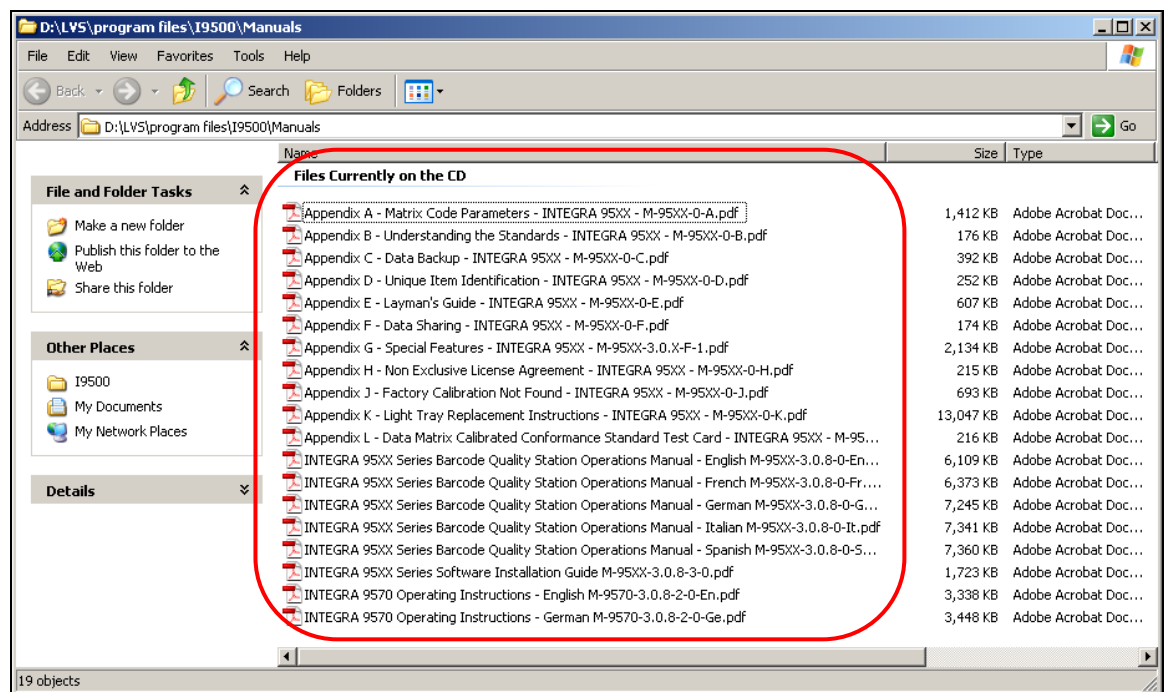 D:\LVS\program files\I9500\Manuals
File Edit View Favorites Tools Help
Back Search Folders
Address D:\LVS\program files\I9500\Manuals Go
Name Size Type
Files Currently on the CD
File and Folder Tasks
Make a new folder
Publish this folder to the
Web
Share this folder
Other Places
I9500
My Documents
My Network Places
Details
Appendix A - Matrix Code Parameters - INTEGRA 95XX - M-95XX-0-A.pdf 1,412 KB Adobe Acrobat Doc...
Appendix B - Understanding the Standards - INTEGRA 95XX - M-95XX-0-B.pdf 176 KB Adobe Acrobat Doc...
Appendix C - Data Backup - INTEGRA 95XX - M-95XX-0-C.pdf 392 KB Adobe Acrobat Doc...
Appendix D - Unique Item Identification - INTEGRA 95XX - M-95XX-0-D.pdf 252 KB Adobe Acrobat Doc...
Appendix E - Layman's Guide - INTEGRA 95XX - M-95XX-0-E.pdf 607 KB Adobe Acrobat Doc...
Appendix F - Data Sharing - INTEGRA 95XX - M-95XX-0-F.pdf 174 KB Adobe Acrobat Doc...
Appendix G - Special Features - INTEGRA 95XX - M-95XX-3.0.X-F-1.pdf 2,134 KB Adobe Acrobat Doc...
Appendix H - Non Exclusive License Agreement - INTEGRA 95XX - M-95XX-0-H.pdf 215 KB Adobe Acrobat Doc...
Appendix J - Factory Calibration Not Found - INTEGRA 95XX - M-95XX-0-J.pdf 693 KB Adobe Acrobat Doc...
Appendix K - Light Tray Replacement Instructions - INTEGRA 95XX - M-95XX-0-K.pdf 13,047 KB Adobe Acrobat Doc...
Appendix L - Data Matrix Calibrated Conformance Standard Test Card - INTEGRA 95XX - M-95... 216 KB Adobe Acrobat Doc...
INTEGRA 95XX Series Barcode Quality Station Operations Manual - English M-95XX-3.0.8-0-En... 6,109 KB Adobe Acrobat Doc...
INTEGRA 95XX Series Barcode Quality Station Operations Manual - French M-95XX-3.0.8-0-Fr.... 6,373 KB Adobe Acrobat Doc...
INTEGRA 95XX Series Barcode Quality Station Operations Manual - German M-95XX-3.0.8-0-G... 7,245 KB Adobe Acrobat Doc...
INTEGRA 95XX Series Barcode Quality Station Operations Manual - Italian M-95XX-3.0.8-0-It.pdf 7,341 KB Adobe Acrobat Doc...
INTEGRA 95XX Series Barcode Quality Station Operations Manual - Spanish M-95XX-3.0.8-0-S... 7,360 KB Adobe Acrobat Doc...
INTEGRA 95XX Series Software Installation Guide M-95XX-3.0.8-3-0.pdf 1,723 KB Adobe Acrobat Doc...
INTEGRA 9570 Operating Instructions - English M-9570-3.0.8-2-0-En.pdf 3,338 KB Adobe Acrobat Doc...
INTEGRA 9570 Operating Instructions - German M-9570-3.0.8-2-0-Ge.pdf 3,448 KB Adobe Acrobat Doc...
19 objects